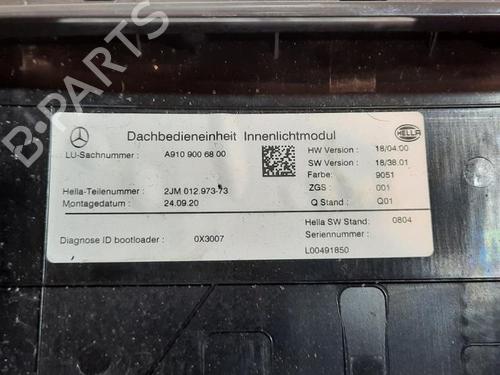 Dachbedieneinheit Innenlichtmodul
HELLA
LU-Sachnummer : A910 900 68 00
HW Version : 18/04.00
SW Version : 18/38.01
Farbe: 9051
Hella-Teilenummer : 2JM 012.973-73
ZGS : 001
Montagedatum : 24.09.20
Q Stand : Q01
Hella SW Stand: 0804
Diagnose ID bootloader : 0X3007
Seriennummer :
L00491850
B-PARTS